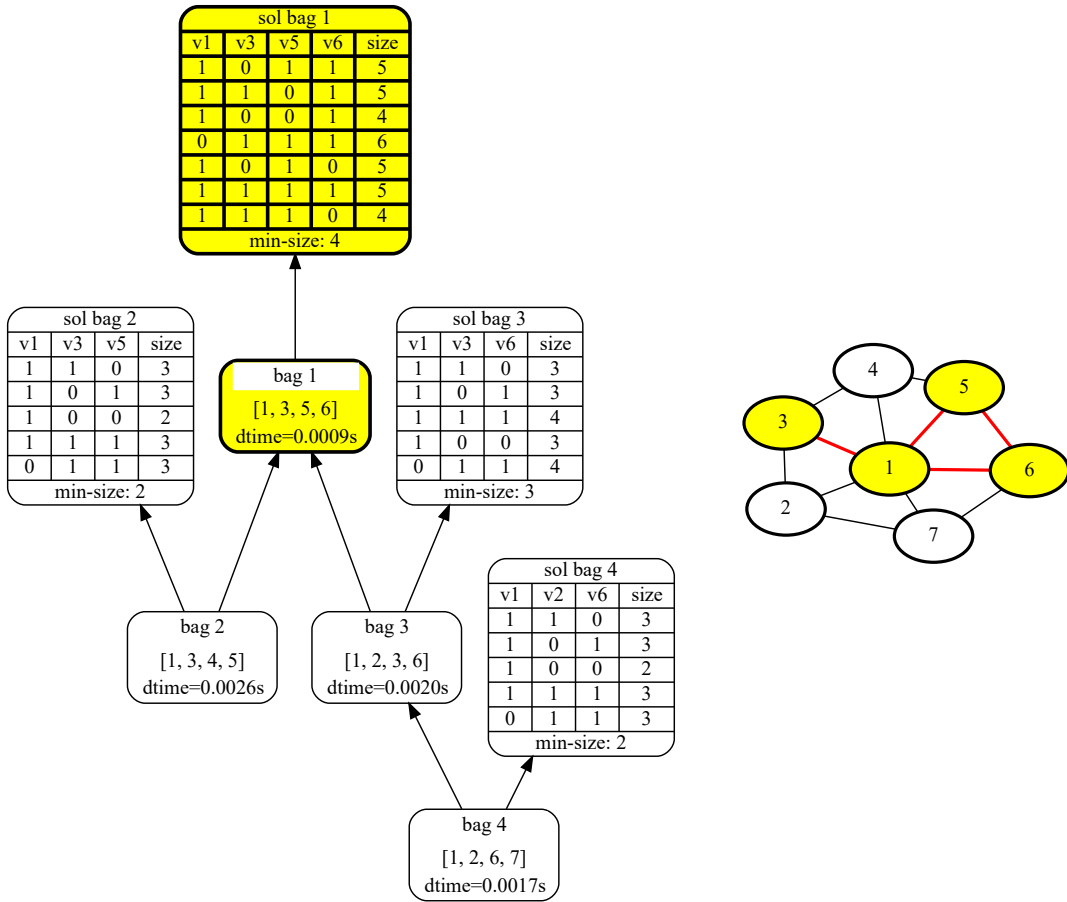 sol bag 1
v1 v3 v5 v6 size
1 0 1 1 5
1 1 0 1 5
1 0 0 1 4
0 1 1 1 6
1 0 1 0 5
1 1 1 1 5
1 1 1 0 4
min-size: 4
sol bag 2
v1 v3 v5 size
1 1 0 3
1 0 1 3
1 0 0 2
1 1 1 3
0 1 1 3
min-size: 2
bag 1
[1, 3, 5, 6]
dtime=0.0009s
sol bag 3
v1 v3 v6 size
1 1 0 3
1 0 1 3
1 1 1 4
1 0 0 3
0 1 1 4
min-size: 3
bag 2
[1, 3, 4, 5]
dtime=0.0026s
bag 3
[1, 2, 3, 6]
dtime=0.0020s
sol bag 4
v1 v2 v6 size
1 1 0 3
1 0 1 3
1 0 0 2
1 1 1 3
0 1 1 3
min-size: 2
bag 4
[1, 2, 6, 7]
dtime=0.0017s
4
5
3
1
6
2
7